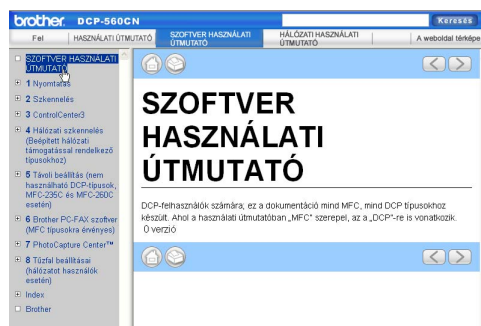 brother. DCP-560CN
Keresés
Fel
HASZNÁLATI ÚTMUTATÓ
SZOFTVER HASZNÁLATI
ÚTMUTATÓ
HÁLÓZATI HASZNÁLATI
ÚTMUTATÓ
A weboldal térképe
SZOFTVER HASZNÁLATI
ÚTMUTATÓ
1 Nyomtatás
2 Szkennelés
3 ControlCenter3
4 Hálózati szkennelés
(Beépített hálózati
támogatással rendelkező
típusokhoz)
5 Távoli beállítás (nem
használható DCP-típusok,
MFC-235C és MFC-260C
esetén)
6 Brother PC-FAX szoftver
(MFC típusokra érvényes)
7 PhotoCapture Center™
8 Tűzfal beállításai
(hálózatot használók
esetén)
Index
Brother
SZOFTVER
HASZNÁLATI
ÚTMUTATÓ
DCP-felhasználók számára; ez a dokumentáció mind MFC, mind DCP típusokhoz
készült. Ahol a használati útmutatóban „MFC" szerepel, az a „DCP"-re is vonatkozik.
0 verzió